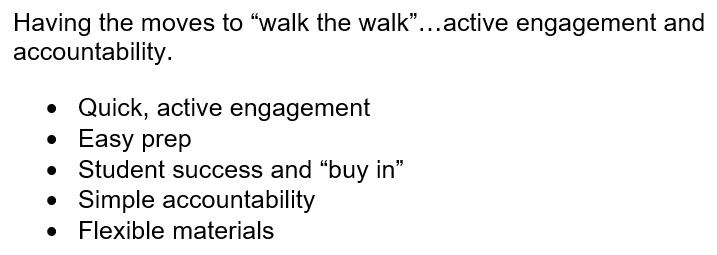 Having the moves to “walk the walk”…active engagement and
accountability.
• Quick, active engagement
• Easy prep
• Student success and “buy in”
• Simple accountability
• Flexible materials